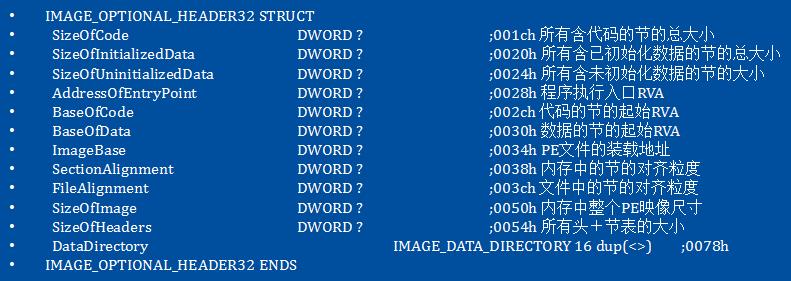 • IMAGE_OPTIONAL_HEADER32 STRUCT
• SizeOfCode DWORD ? ;001ch 所有含代码的节的总大小
• SizeOfInitializedData DWORD ? ;0020h 所有含已初始化数据的节的总大小
• SizeOfUninitializedData DWORD ? ;0024h 所有含未初始化数据的节的大小
• AddressOfEntryPoint DWORD ? ;0028h 程序执行入口RVA
• BaseOfCode DWORD ? ;002ch 代码的节的起始RVA
• BaseOfData DWORD ? ;0030h 数据的节的起始RVA
• ImageBase DWORD ? ;0034h PE文件的装载地址
• SectionAlignment DWORD ? ;0038h 内存中的节的对齐粒度
• FileAlignment DWORD ? ;003ch 文件中的节的对齐粒度
• SizeOfImage DWORD ? ;0050h 内存中整个PE映像尺寸
• SizeOfHeaders DWORD ? ;0054h 所有头＋节表的大小
• DataDirectory IMAGE_DATA_DIRECTORY 16 dup(<>) ;0078h
• IMAGE_OPTIONAL_HEADER32 ENDS